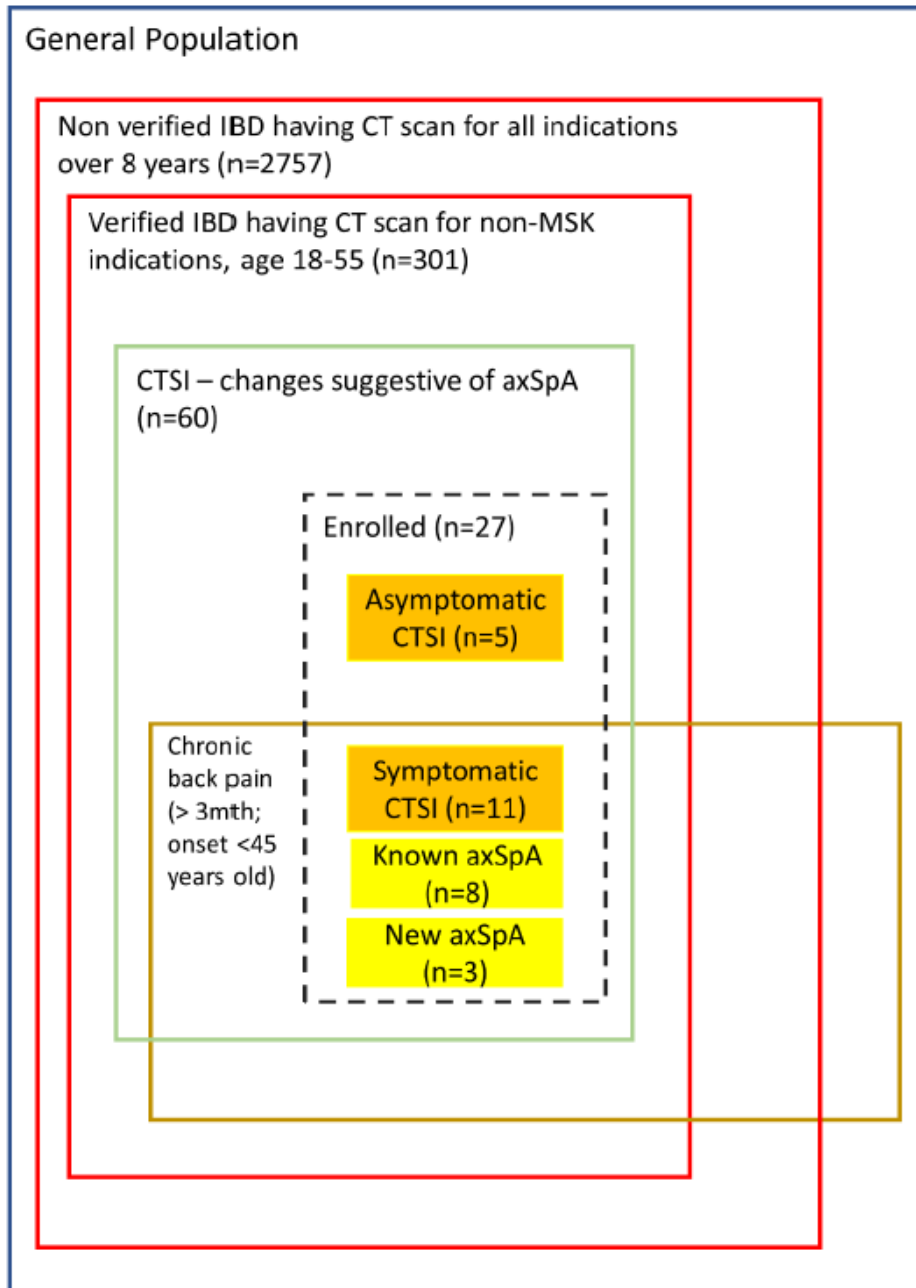 General Population
Non verified IBD having CT scan for all indications
over 8 years (n=2757)
Verified IBD having CT scan for non-MSK
indications, age 18-55 (n=301)
CTSI – changes suggestive of axSpA
(n=60)
Enrolled (n=27)
Asymptomatic
CTSI (n=5)
Chronic
back pain
(> 3mth;
onset <45
years old)
Symptomatic
CTSI (n=11)
Known axSpA
(n=8)
New axSpA
(n=3)